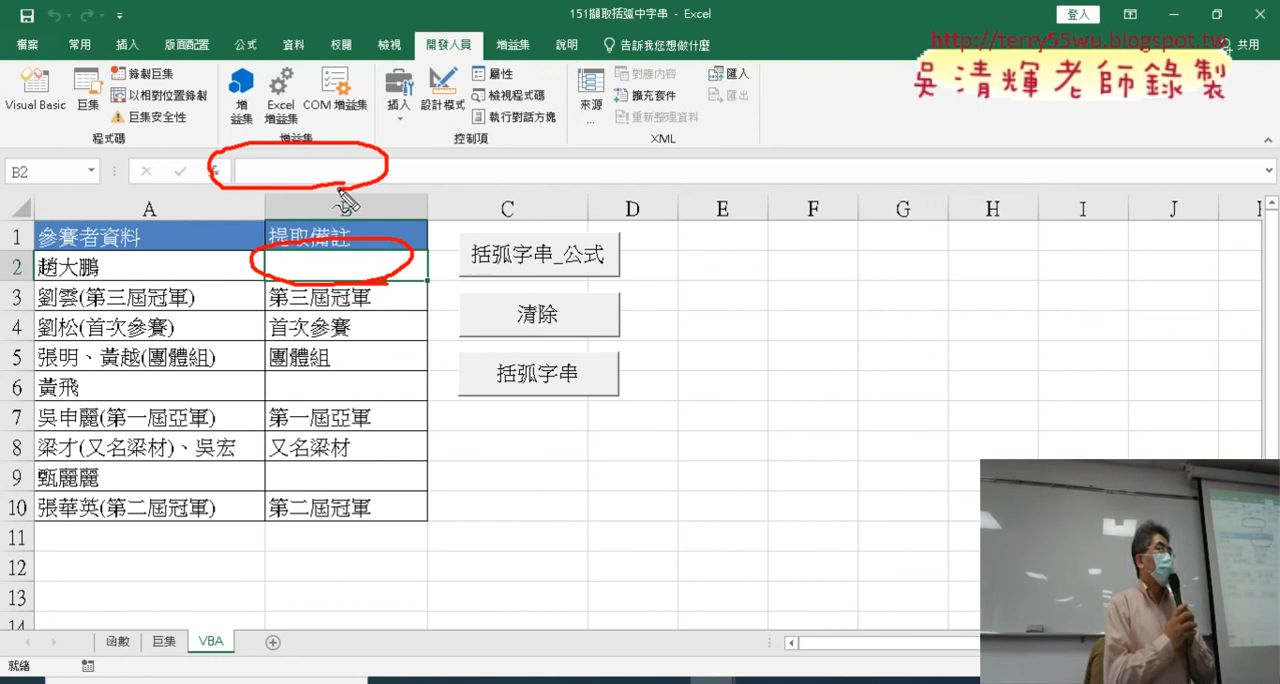 151擷取括弧中字串 - Excel
登入
檔案 常用 插入 版面配置 公式 資料 校閱 檢視 開發人員 增益集 說明 告訴我您想做什麼 共用
http://terry55wu.blogspot.tw
吳清輝老師錄製
Visual Basic 巨集 錄製巨集 以相對位置錄製 巨集安全性
程式碼
增益集 Excel 增益集 COM 增益集
增益集
插入 設計模式 屬性 檢視程式碼 執行對話方塊
控制項
來源... 對應內容 擴充套件 重新整理資料 匯入 匯出
XML
B2
A B C D E F G H I J
1 參賽者資料 提取備註
2 趙大鵬
3 劉雲(第三屆冠軍) 第三屆冠軍
4 劉松(首次參賽) 首次參賽
5 張明、黃越(團體組) 團體組
6 黃飛
7 吳申麗(第一屆亞軍) 第一屆亞軍
8 梁才(又名梁材)、吳宏 又名梁材
9 甄麗麗
10 張華英(第二屆冠軍) 第二屆冠軍
11
12
13
14
括弧字串_公式
清除
括弧字串
函數 巨集 VBA
就緒